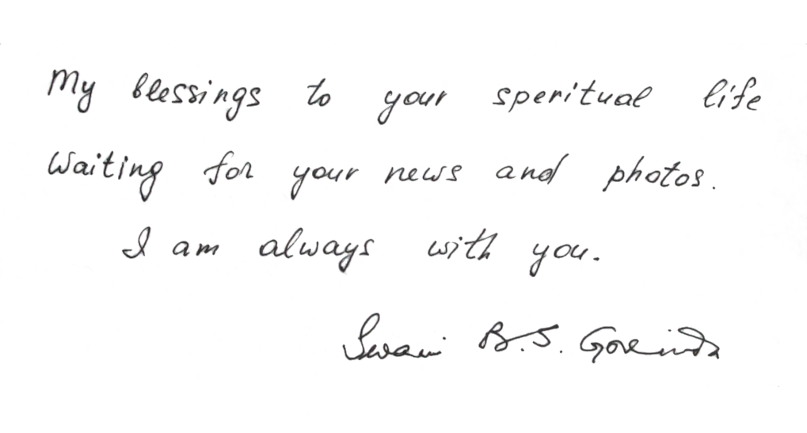 My blessings to your speritual life
Waiting for your news and photos.
I am always with you.
Swami B.S. Govinda